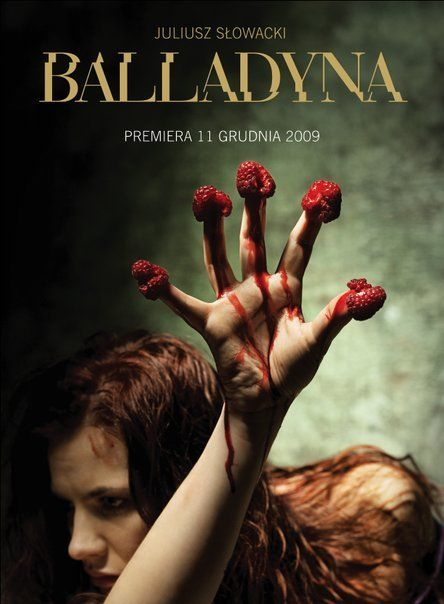 JULIUSZ SŁOWACKI
BALLADYNA
PREMIERA 11 GRUDNIA 2009